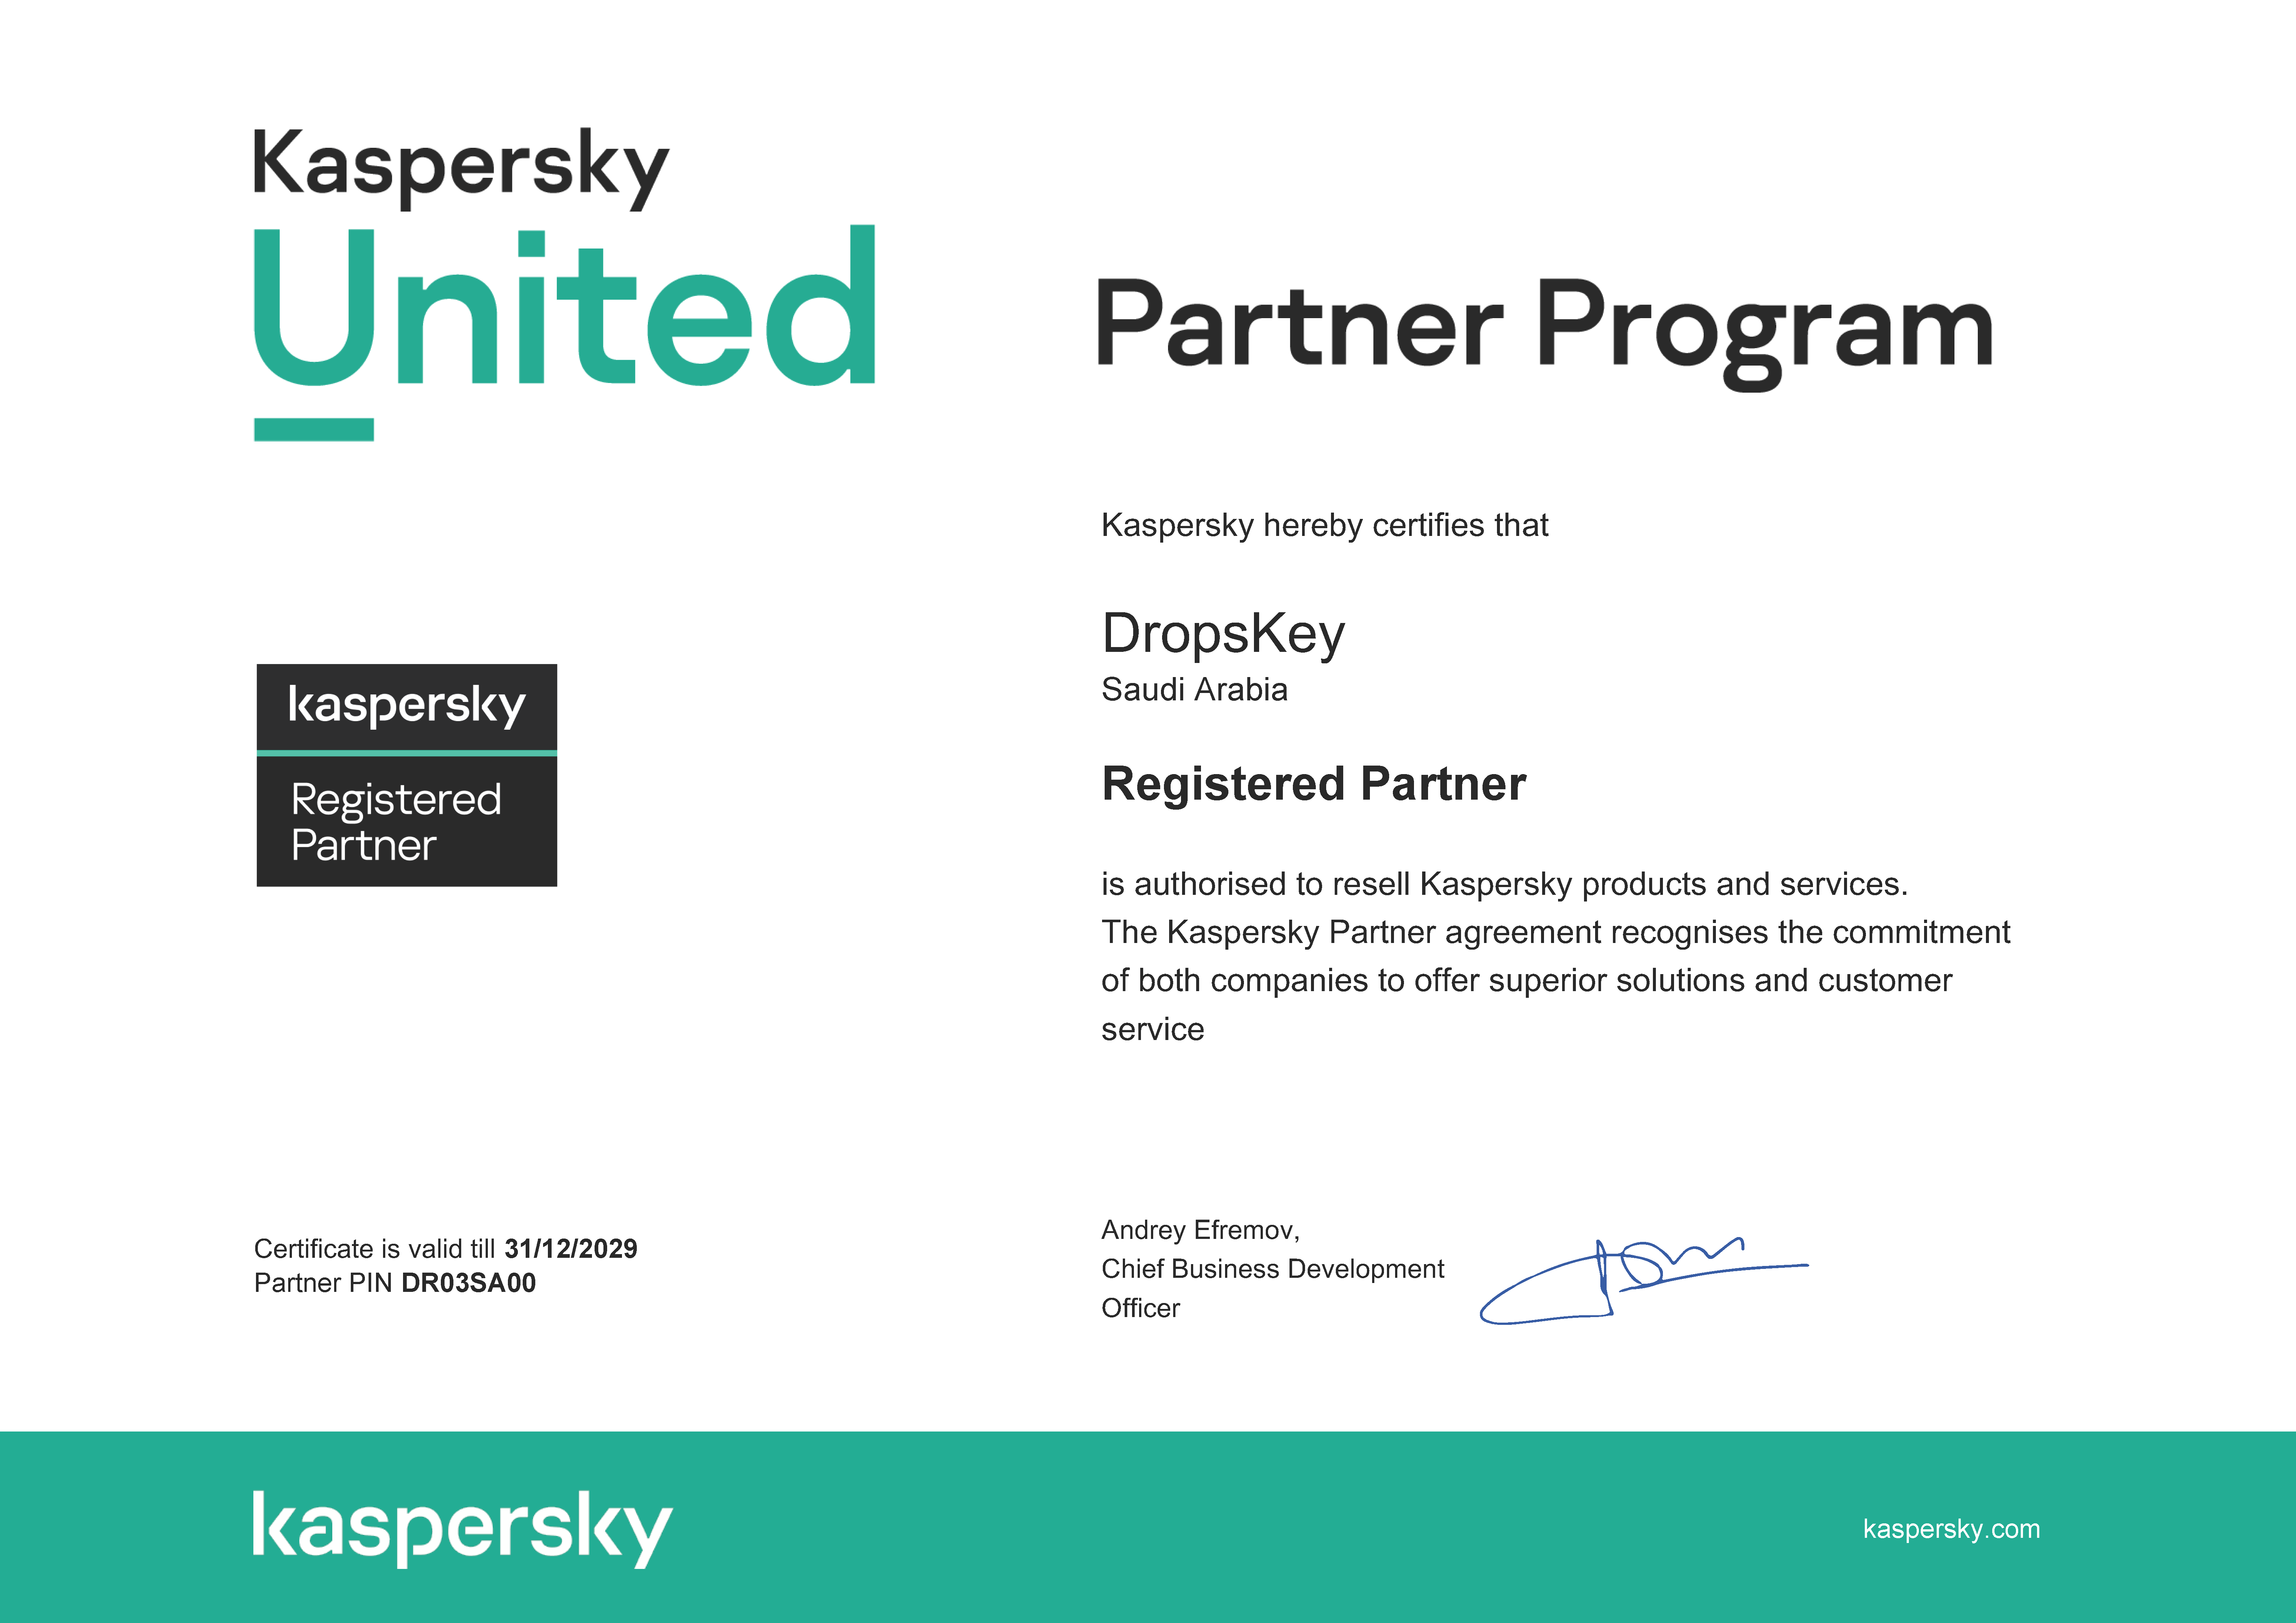 Kaspersky
United
Partner Program
Kaspersky hereby certifies that
DropsKey
Saudi Arabia
Registered Partner
is authorised to resell Kaspersky products and services.
The Kaspersky Partner agreement recognises the commitment
of both companies to offer superior solutions and customer
service
kaspersky
Registered
Partner
Certificate is valid till 31/12/2029
Partner PIN DR03SA00
Andrey Efremov,
Chief Business Development
Officer
kaspersky
kaspersky.com